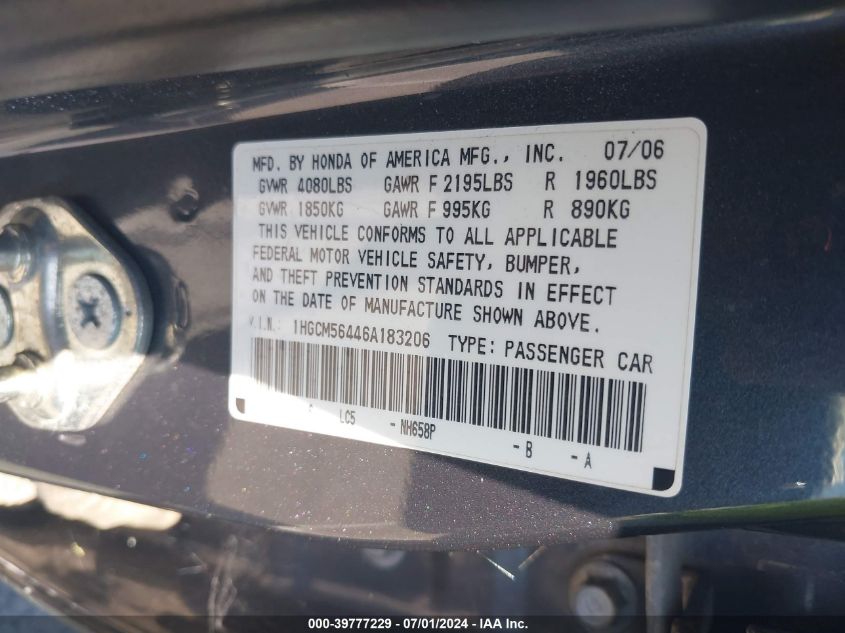 MFD. BY HONDA OF AMERICA MFG., INC. 07/06
GVWR 4080LBS GAWR F 2195LBS R 1960LBS
GVWR 1850KG GAWR F 995KG R 890KG
THIS VEHICLE CONFORMS TO ALL APPLICABLE
FEDERAL MOTOR VEHICLE SAFETY, BUMPER,
AND THEFT PREVENTION STANDARDS IN EFFECT
ON THE DATE OF MANUFACTURE SHOWN ABOVE.
V.I.N.: 1HGCM56446A183206 TYPE: PASSENGER CAR
LC5 - NH658P - B - A
000-39777229 - 07/01/2024 - IAA Inc.